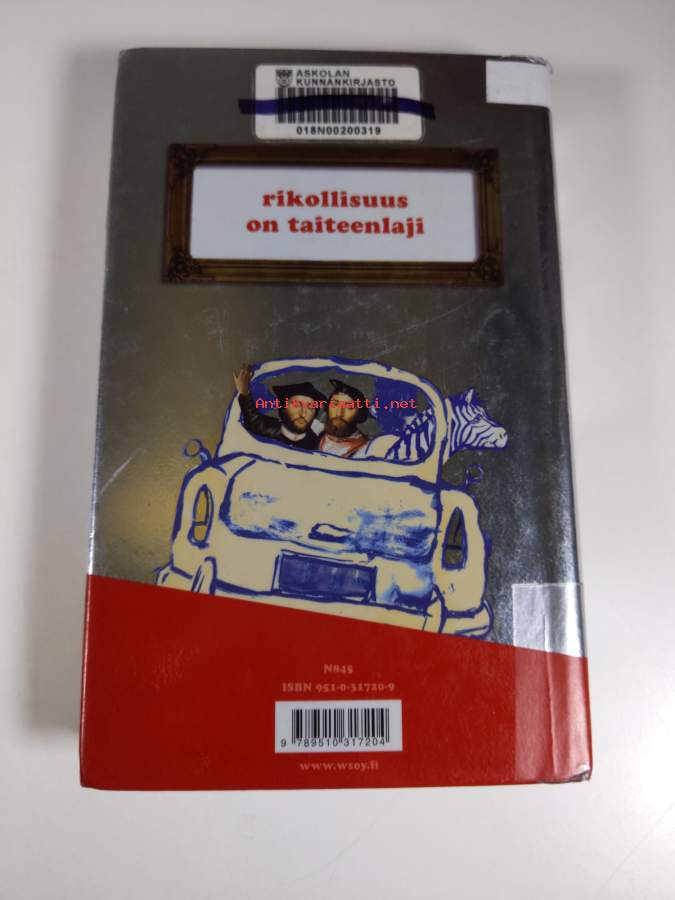 ASKOLAN
KUNNANKIRJASTO
018N00200319
rikollisuus
on taiteenlaji
Antikvariaatti.net
N845
ISBN 951-0-31720-9
9 789510 317204
www.wsoy.fi